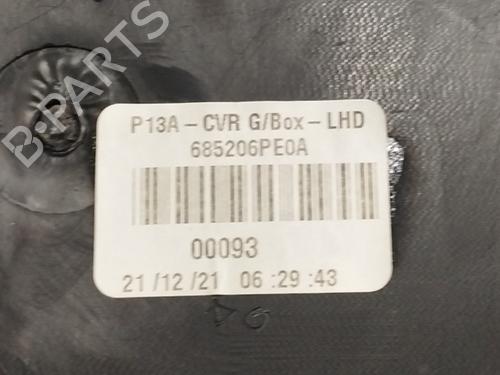 B-PARTS
P13A - CVR G/Box - LHD
685206PE0A
00093
21/12/21 06:29:43